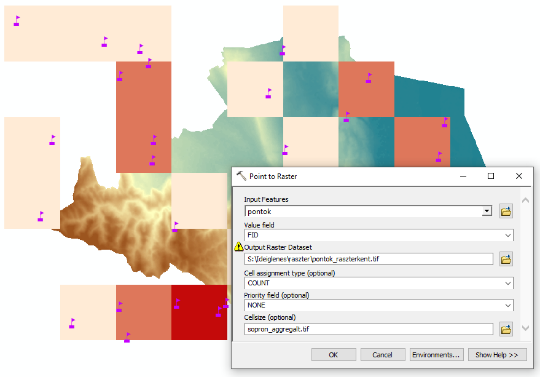 Point to Raster
Input Features
pontok
Value field
FID
Output Raster Dataset
S:\Ideiglenes\raszter\pontok_raszterkent.tif
Cell assignment type (optional)
COUNT
Priority field (optional)
NONE
Cellsize (optional)
sopron_aggregalt.tif
OK Cancel Environments... Show Help >>